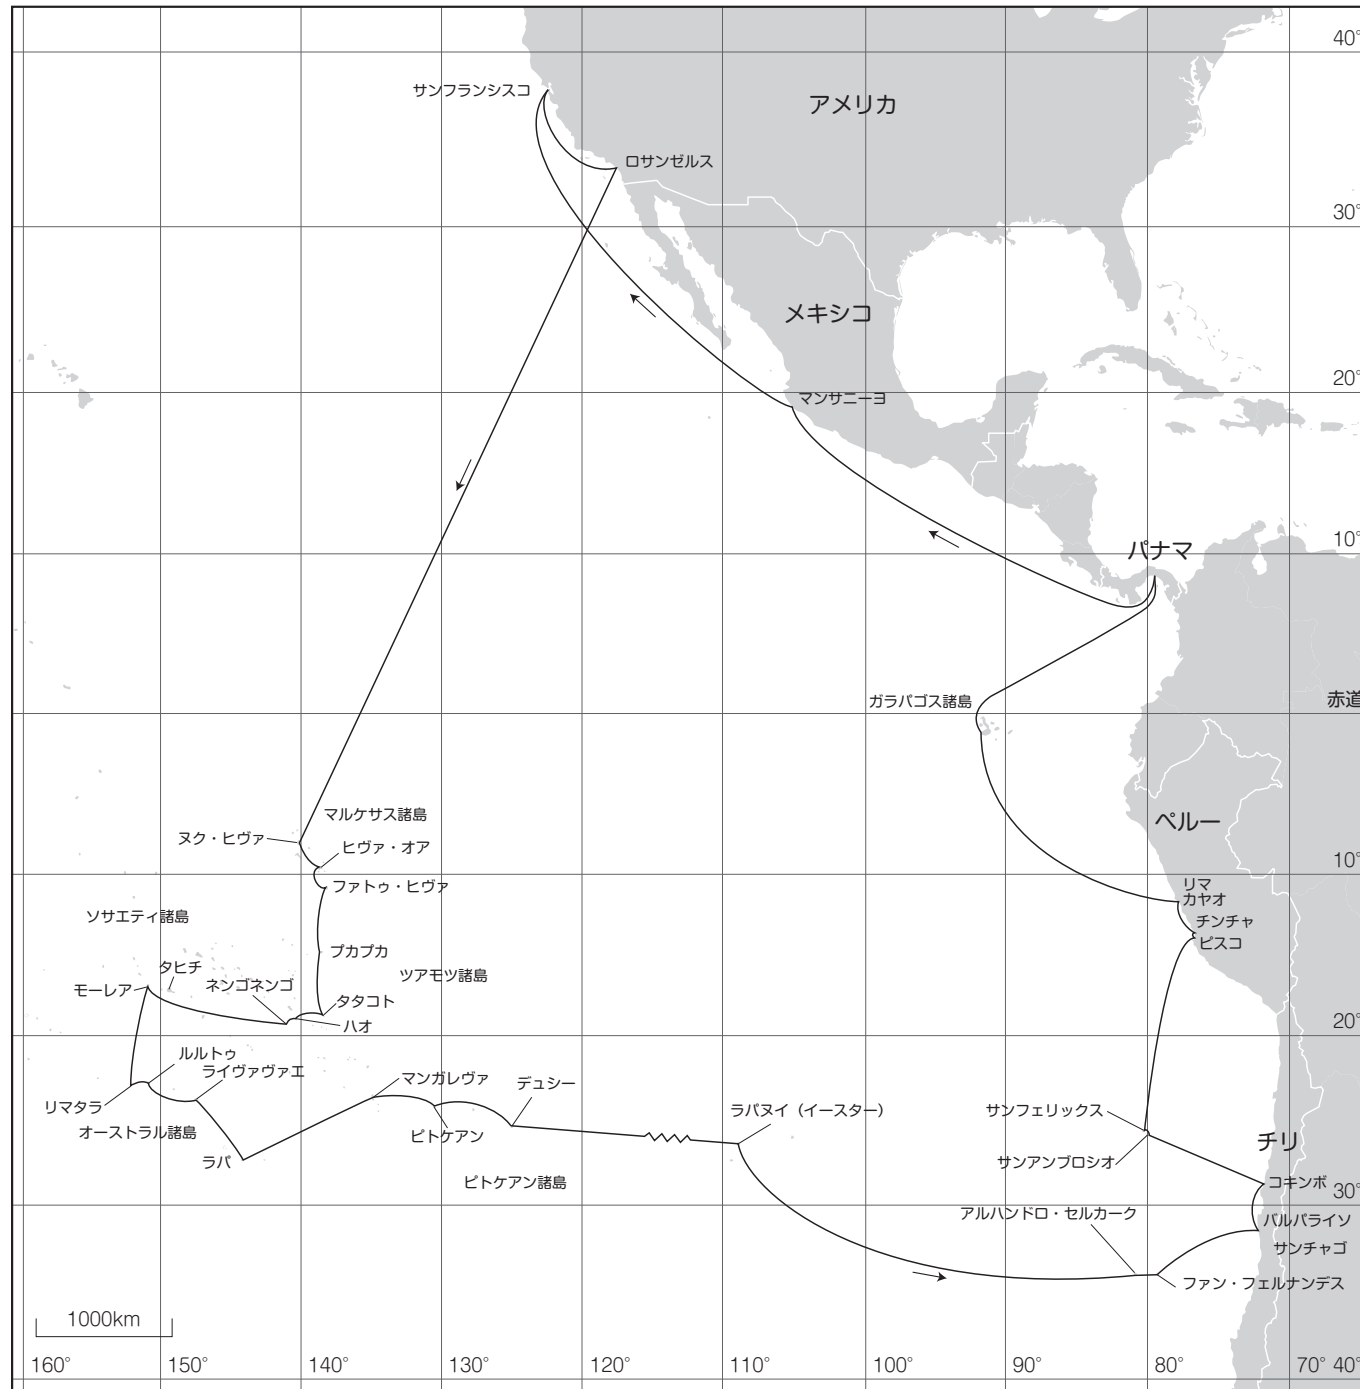 40°
サンフランシスコ
アメリカ
ロサンゼルス
30°
メキシコ
20°
マンサニーヨ
10°
パナマ
ガラパゴス諸島
赤道
マルケサス諸島
ペルー
ヌク・ヒヴァ
ヒヴァ・オア
10°
ファトゥ・ヒヴァ
リマ
カヤオ
ソサエティ諸島
チンチャ
ピスコ
プカプカ
タヒチ
ツアモツ諸島
モーレア
ネンゴネンゴ
タタコト
ハオ
20°
ルルトゥ
ライヴァヴァエ
マンガレヴァ
デュシー
リマタラ
ラパヌイ（イースター）
サンフェリックス
オーストラル諸島
ピトケアン
チリ
ラパ
サンアンブロシオ
ピトケアン諸島
コキンボ
30°
アルハンドロ・セルカーク
バルパライソ
サンチャゴ
ファン・フェルナンデス
1000km
160°
150°
140°
130°
120°
110°
100°
90°
80°
70°
40°